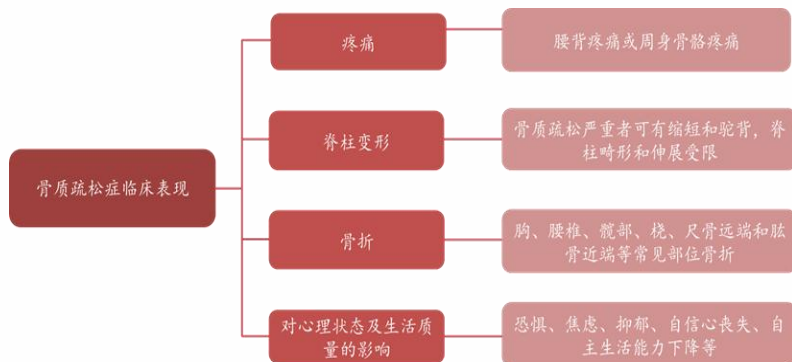 骨质疏松症临床表现
疼痛
腰背疼痛或周身骨骼疼痛
脊柱变形
骨质疏松严重者可有缩短和驼背，脊
柱畸形和伸展受限
骨折
胸、腰椎、髋部、桡、尺骨远端和肱
骨近端等常见部位骨折
对心理状态及生活质
量的影响
恐惧、焦虑、抑郁、自信心丧失、自
主生活能力下降等